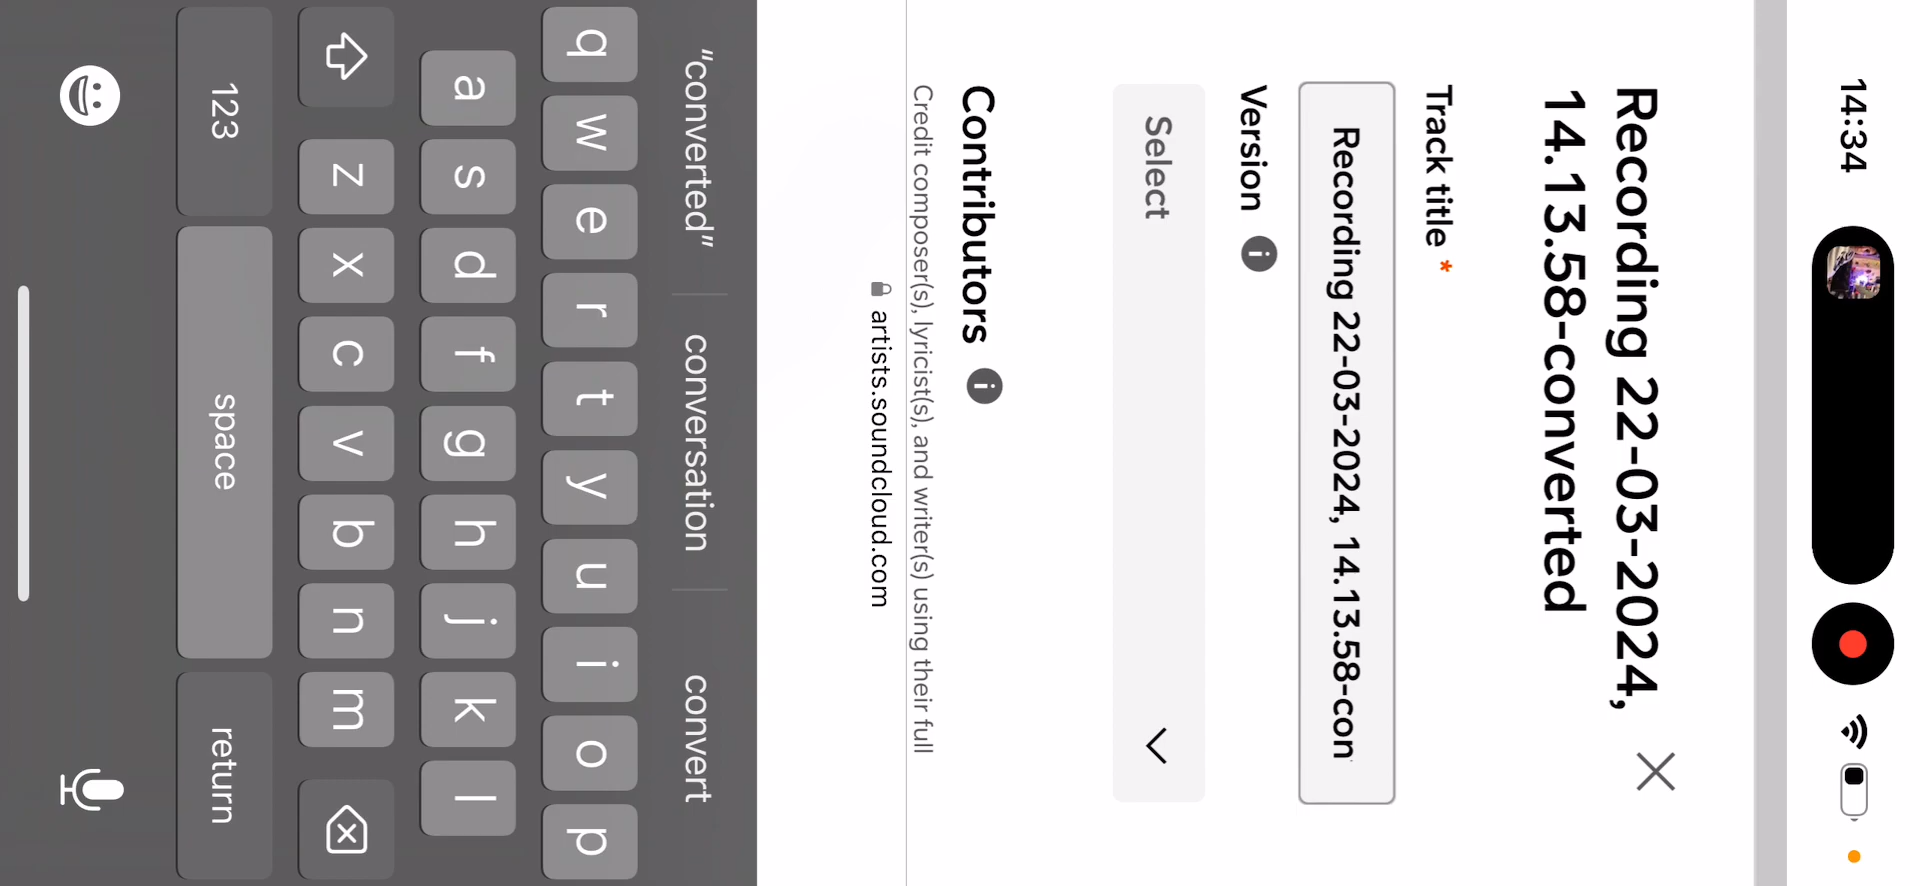 14:34
Recording 22-03-2024,
14.13.58-converted
Track title *
Recording 22-03-2024, 14.13.58-con
Version
Select
Contributors
Credit composer(s), lyricist(s), and writer(s) using their full
artists.soundcloud.com
"converted" conversation convert
q w e r t y u i o p
a s d f g h j k l
z x c v b n m
123 space return